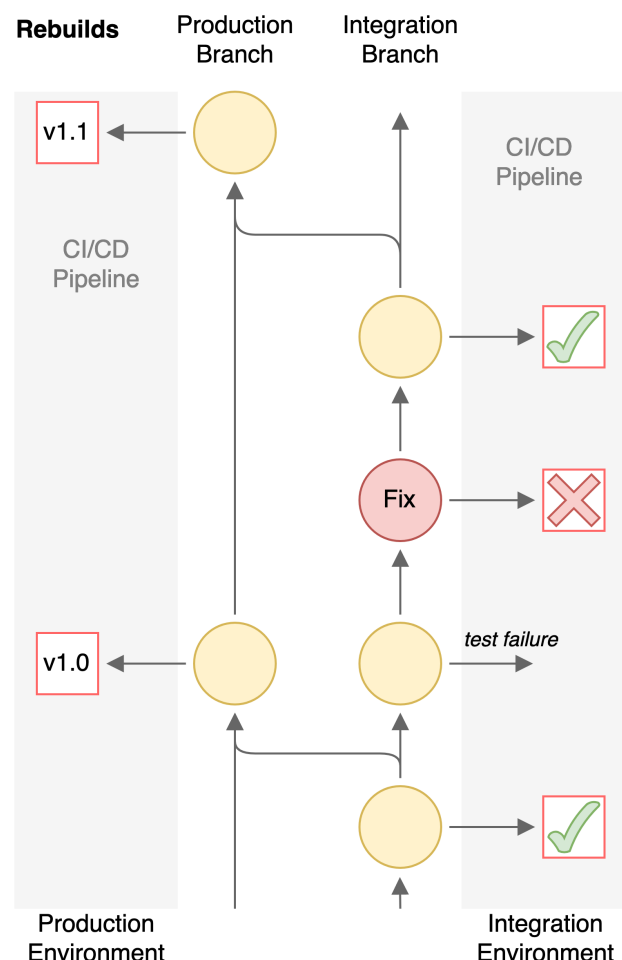 Rebuilds
Production
Branch
Integration
Branch
v1.1
CI/CD
Pipeline
CI/CD
Pipeline
Fix
v1.0
test failure
Production
Environment
Integration
Environment